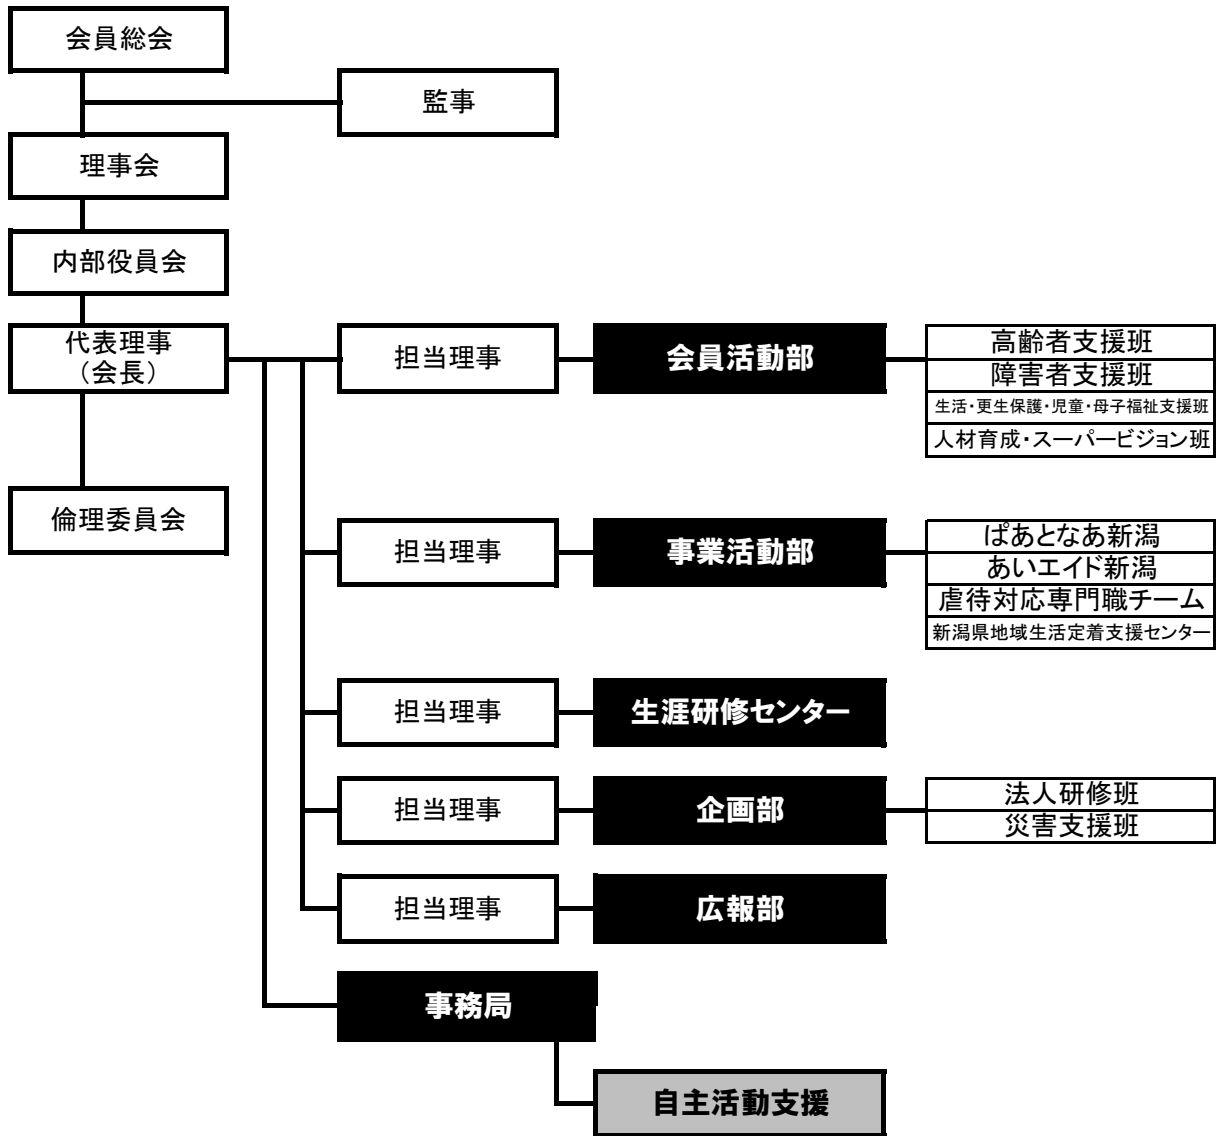 会員総会
監事
理事会
内部役員会
代表理事
（会長）
倫理委員会
担当理事
会員活動部
高齢者支援班
障害者支援班
生活・更生保護・児童・母子福祉支援班
人材育成・スーパービジョン班
担当理事
事業活動部
ぱあとなあ新潟
あいエイド新潟
虐待対応専門職チーム
新潟県地域生活定着支援センター
担当理事
生涯研修センター
担当理事
企画部
法人研修班
災害支援班
担当理事
広報部
事務局
自主活動支援